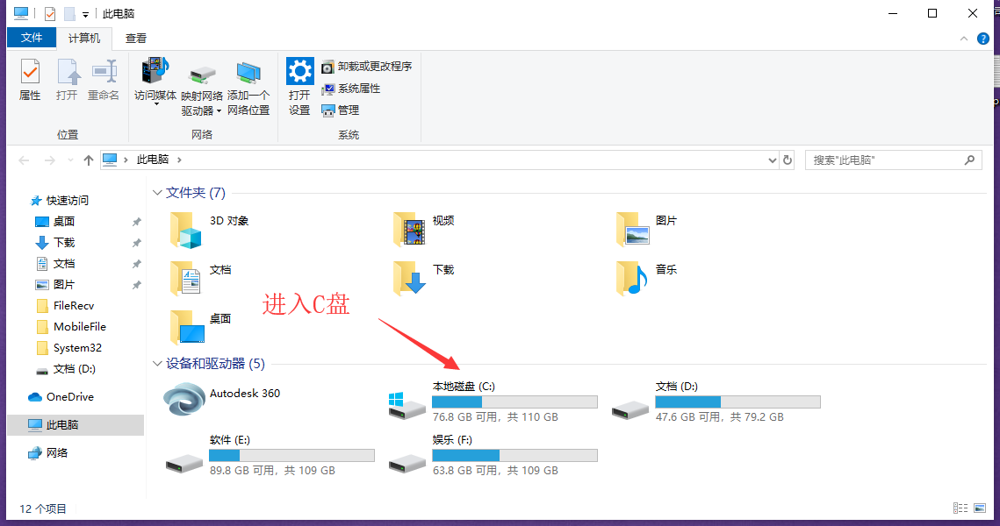 此电脑
文件
计算机
查看
属性
打开
重命名
访问媒体
映射网络
驱动器
添加一个
网络位置
打开
设置
卸载或更改程序
系统属性
管理
位置
网络
系统
此电脑
搜索"此电脑"
快速访问
桌面
下载
文档
图片
FileRecv
MobileFile
System32
文档 (D:)
OneDrive
此电脑
网络
文件夹 (7)
3D 对象
视频
图片
文档
下载
音乐
桌面
进入C盘
设备和驱动器 (5)
Autodesk 360
本地磁盘 (C:)
76.8 GB 可用，共 110 GB
文档 (D:)
47.6 GB 可用，共 79.2 GB
软件 (E:)
89.8 GB 可用，共 109 GB
娱乐 (F:)
63.8 GB 可用，共 109 GB
12 个项目